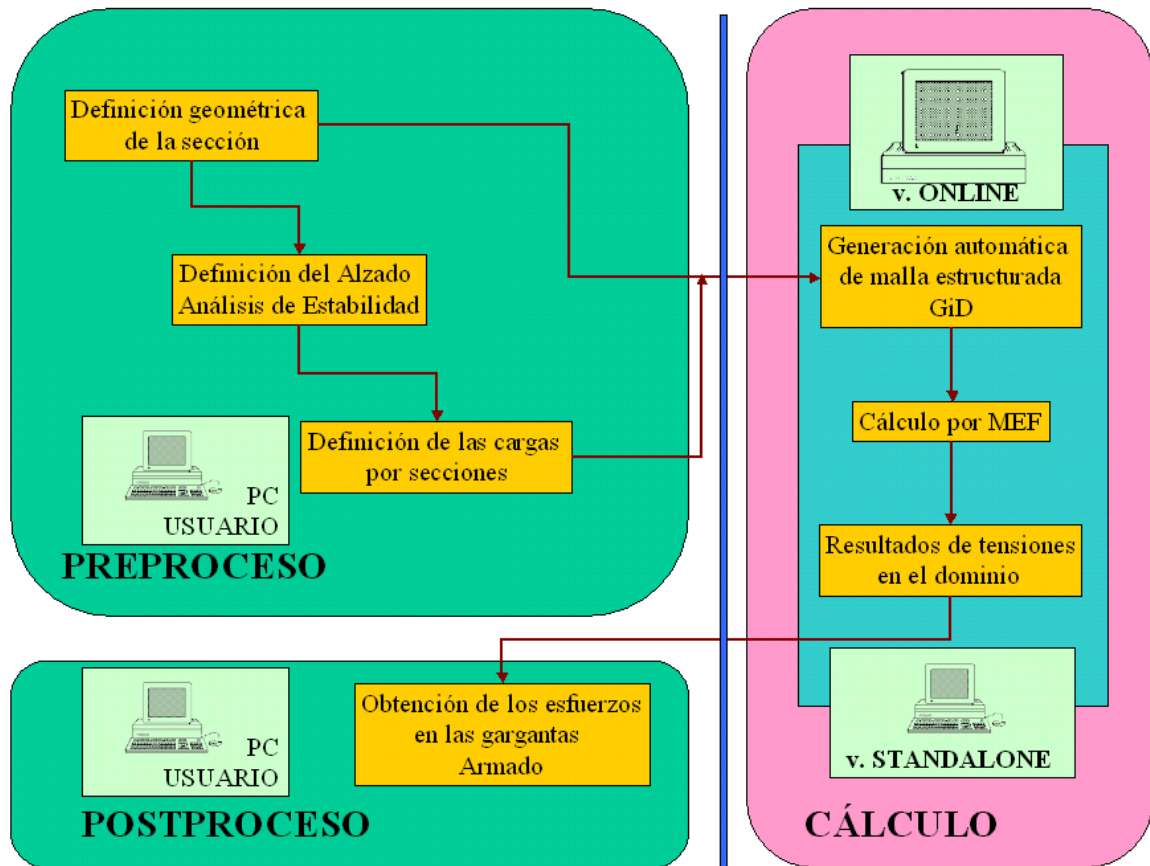 Definición geométrica
de la sección
Definición del Alzado
Análisis de Estabilidad
Definición de las cargas
por secciones
PC
USUARIO
PREPROCESO
v. ONLINE
Generación automática
de malla estructurada
GiD
Cálculo por MEF
Resultados de tensiones
en el dominio
v. STANDALONE
CÁLCULO
PC
USUARIO
Obtención de los esfuerzos
en las gargantas
Armado
POSTPROCESO